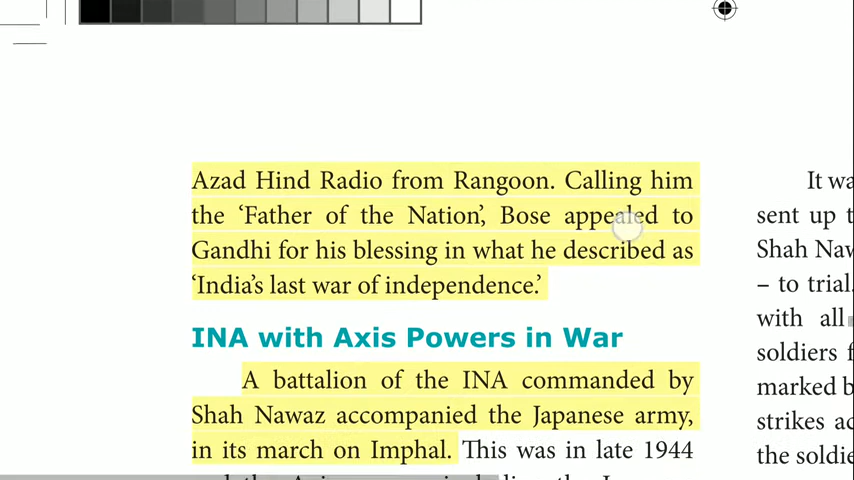 Azad Hind Radio from Rangoon. Calling him
the ‘Father of the Nation’, Bose appealed to
Gandhi for his blessing in what he described as
‘India’s last war of independence.’
INA with Axis Powers in War
A battalion of the INA commanded by
Shah Nawaz accompanied the Japanese army,
in its march on Imphal. This was in late 1944
It wa
sent up t
Shah Naw
– to trial,
with all
soldiers f
marked b
strikes ac
the soldie